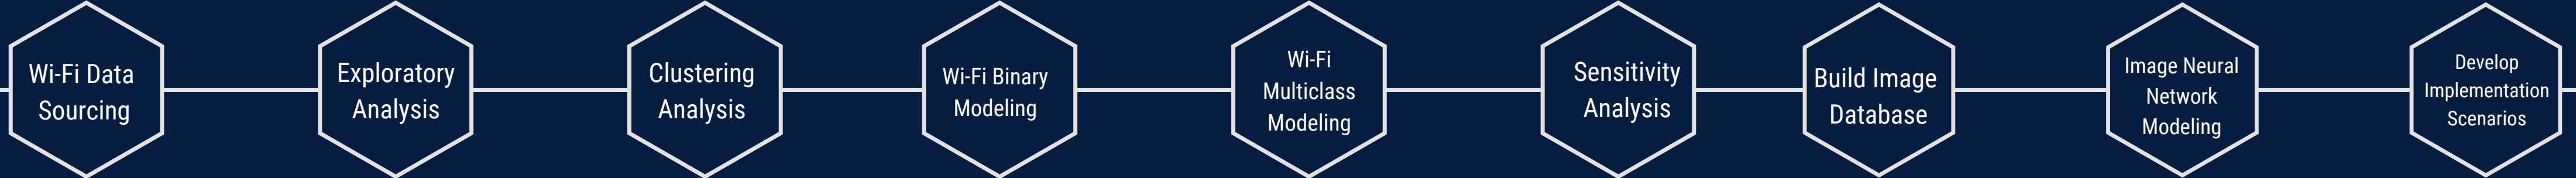 Wi-Fi Data
Sourcing
Exploratory
Analysis
Clustering
Analysis
Wi-Fi Binary
Modeling
Wi-Fi
Multiclass
Modeling
Sensitivity
Analysis
Build Image
Database
Image Neural
Network
Modeling
Develop
Implementation
Scenarios